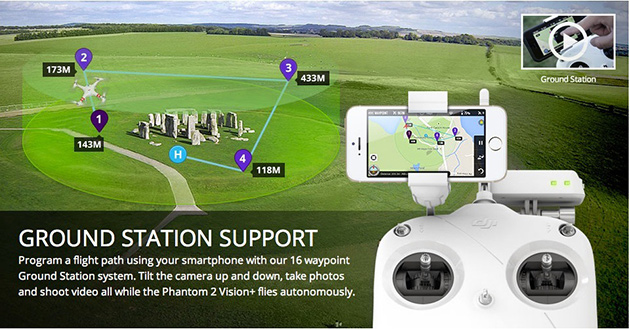 2
173M
3
433M
1
143M
H
4
118M
Ground Station
dji
GROUND STATION SUPPORT
Program a flight path using your smartphone with our 16 waypoint
Ground Station system. Tilt the camera up and down, take photos
and shoot video all while the Phantom 2 Vision+ flies autonomously.